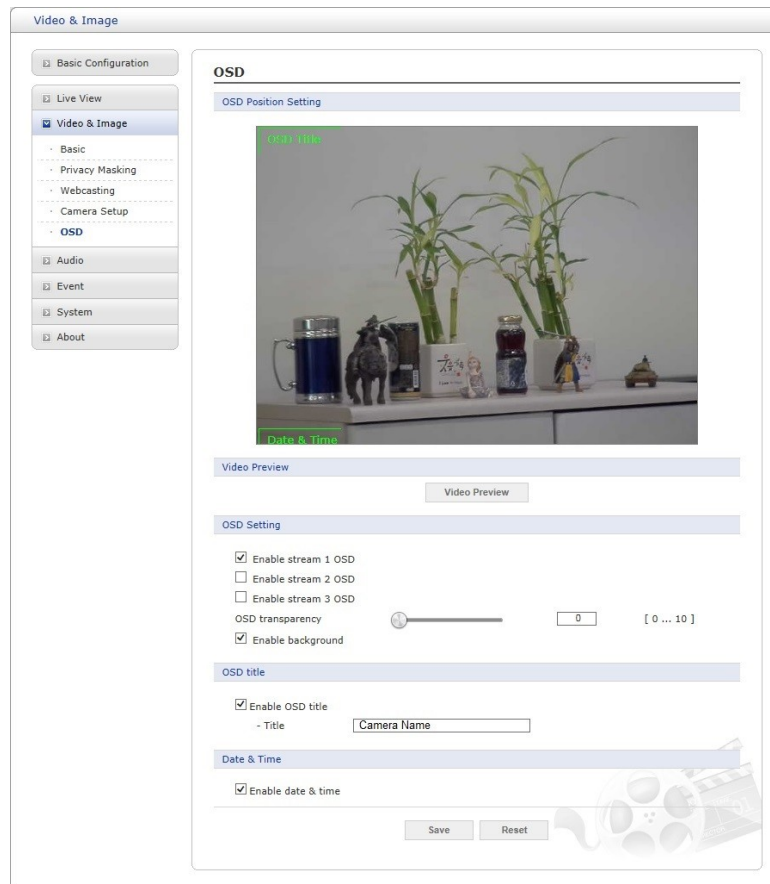 Video & Image
Basic Configuration
Live View
Video & Image
Basic
Privacy Masking
Webcasting
Camera Setup
OSD
Audio
Event
System
About
OSD
OSD Position Setting
OSD Title
Date & Time
Video Preview
Video Preview
OSD Setting
Enable stream 1 OSD
Enable stream 2 OSD
Enable stream 3 OSD
OSD transparency 0 [ 0 ... 10 ]
Enable background
OSD title
Enable OSD title
- Title Camera Name
Date & Time
Enable date & time
Save Reset